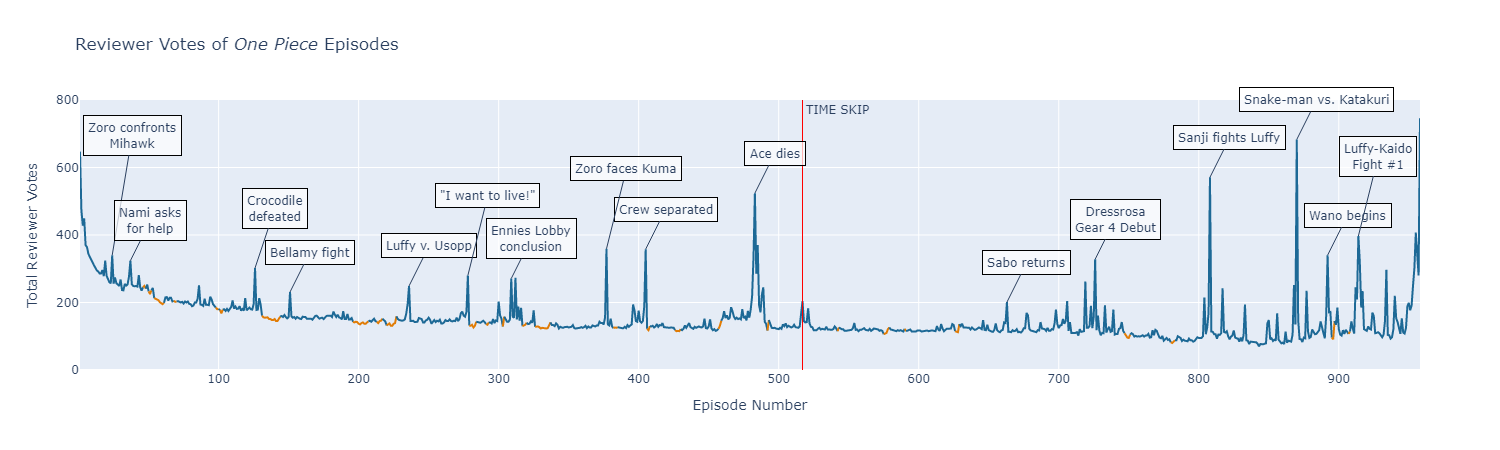 Reviewer Votes of One Piece Episodes
800
600
400
200
0
Total Reviewer Votes
Zoro confronts
Mihawk
Nami asks
for help
Crocodile
defeated
Bellamy fight
Luffy v. Usopp
"I want to live!"
Ennies Lobby
conclusion
Zoro faces Kuma
Crew separated
Ace dies
TIME SKIP
Sabo returns
Dressrosa
Gear 4 Debut
Sanji fights Luffy
Snake-man vs. Katakuri
Wano begins
Luffy-Kaido
Fight #1
100
200
300
400
500
600
700
800
900
Episode Number